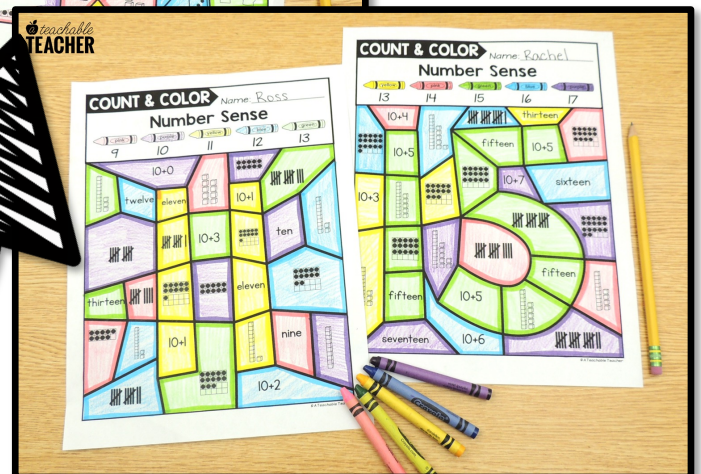 a teachable
TEACHER
COUNT & COLOR
Name: Ross
Number Sense
pink
purple
yellow
blue
green
9
10
11
12
13
10+0
twelve
eleven
10+1
10+3
ten
eleven
thirteen
10+1
nine
10+2
COUNT & COLOR
Name: Rachel
Number Sense
yellow
pink
green
blue
purple
13
14
15
16
17
10+4
thirteen
fifteen
10+5
10+5
10+7
sixteen
10+3
fifteen
10+5
fifteen
seventeen
10+6
Crayola